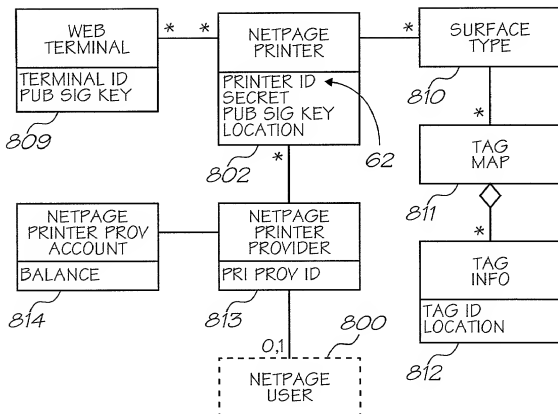 WEB
TERMINAL
TERMINAL ID
PUB SIG KEY
809
*
*
NETPAGE
PRINTER
PRINTER ID
SECRET
PUB SIG KEY
LOCATION
802
62
*
*
SURFACE
TYPE
810
*
TAG
MAP
811
*
TAG
INFO
TAG ID
LOCATION
812
NETPAGE
PRINTER PROV
ACCOUNT
BALANCE
814
NETPAGE
PRINTER
PROVIDER
PRI PROV ID
813
0,1
800
NETPAGE
USER